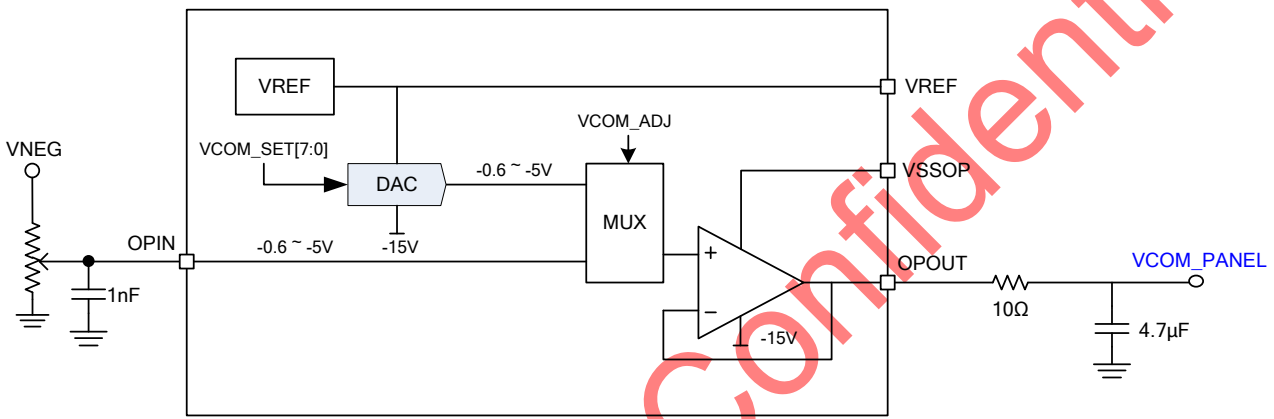 VREF
VREF
VCOM_ADJ
VNEG
VCOM_SET[7:0]
DAC
-0.6 ~ -5V
VSSOP
MUX
OPIN
-0.6 ~ -5V
-15V
+
OPOUT
VCOM_PANEL
1nF
−
10Ω
-15V
4.7µF
Confidenti